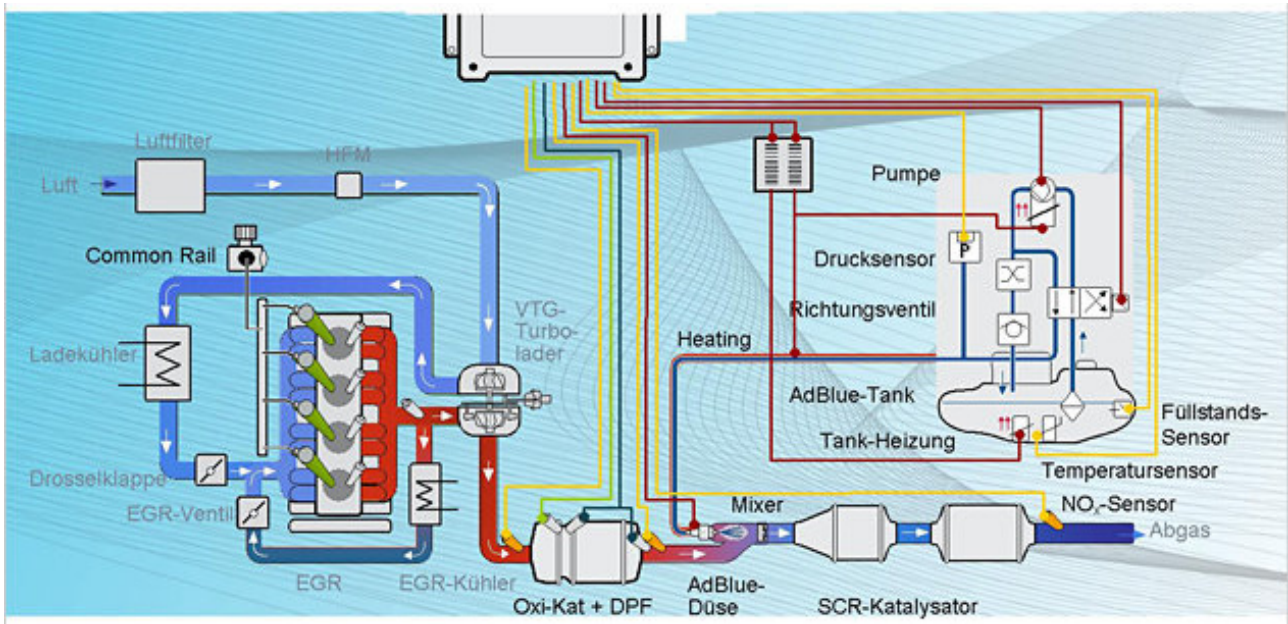 Luftfilter
HFM
Luft
Pumpe
Common Rail
Drucksensor
P
VTG-
Turbo-
lader
Richtungsventil
Ladekühler
Heating
AdBlue-Tank
Füllstands-
Sensor
Tank-Heizung
Temperatursensor
Drosselklappe
EGR-Ventil
Mixer
NOx-Sensor
Abgas
EGR
EGR-Kühler
AdBlue-
Düse
Oxi-Kat + DPF
SCR-Katalysator